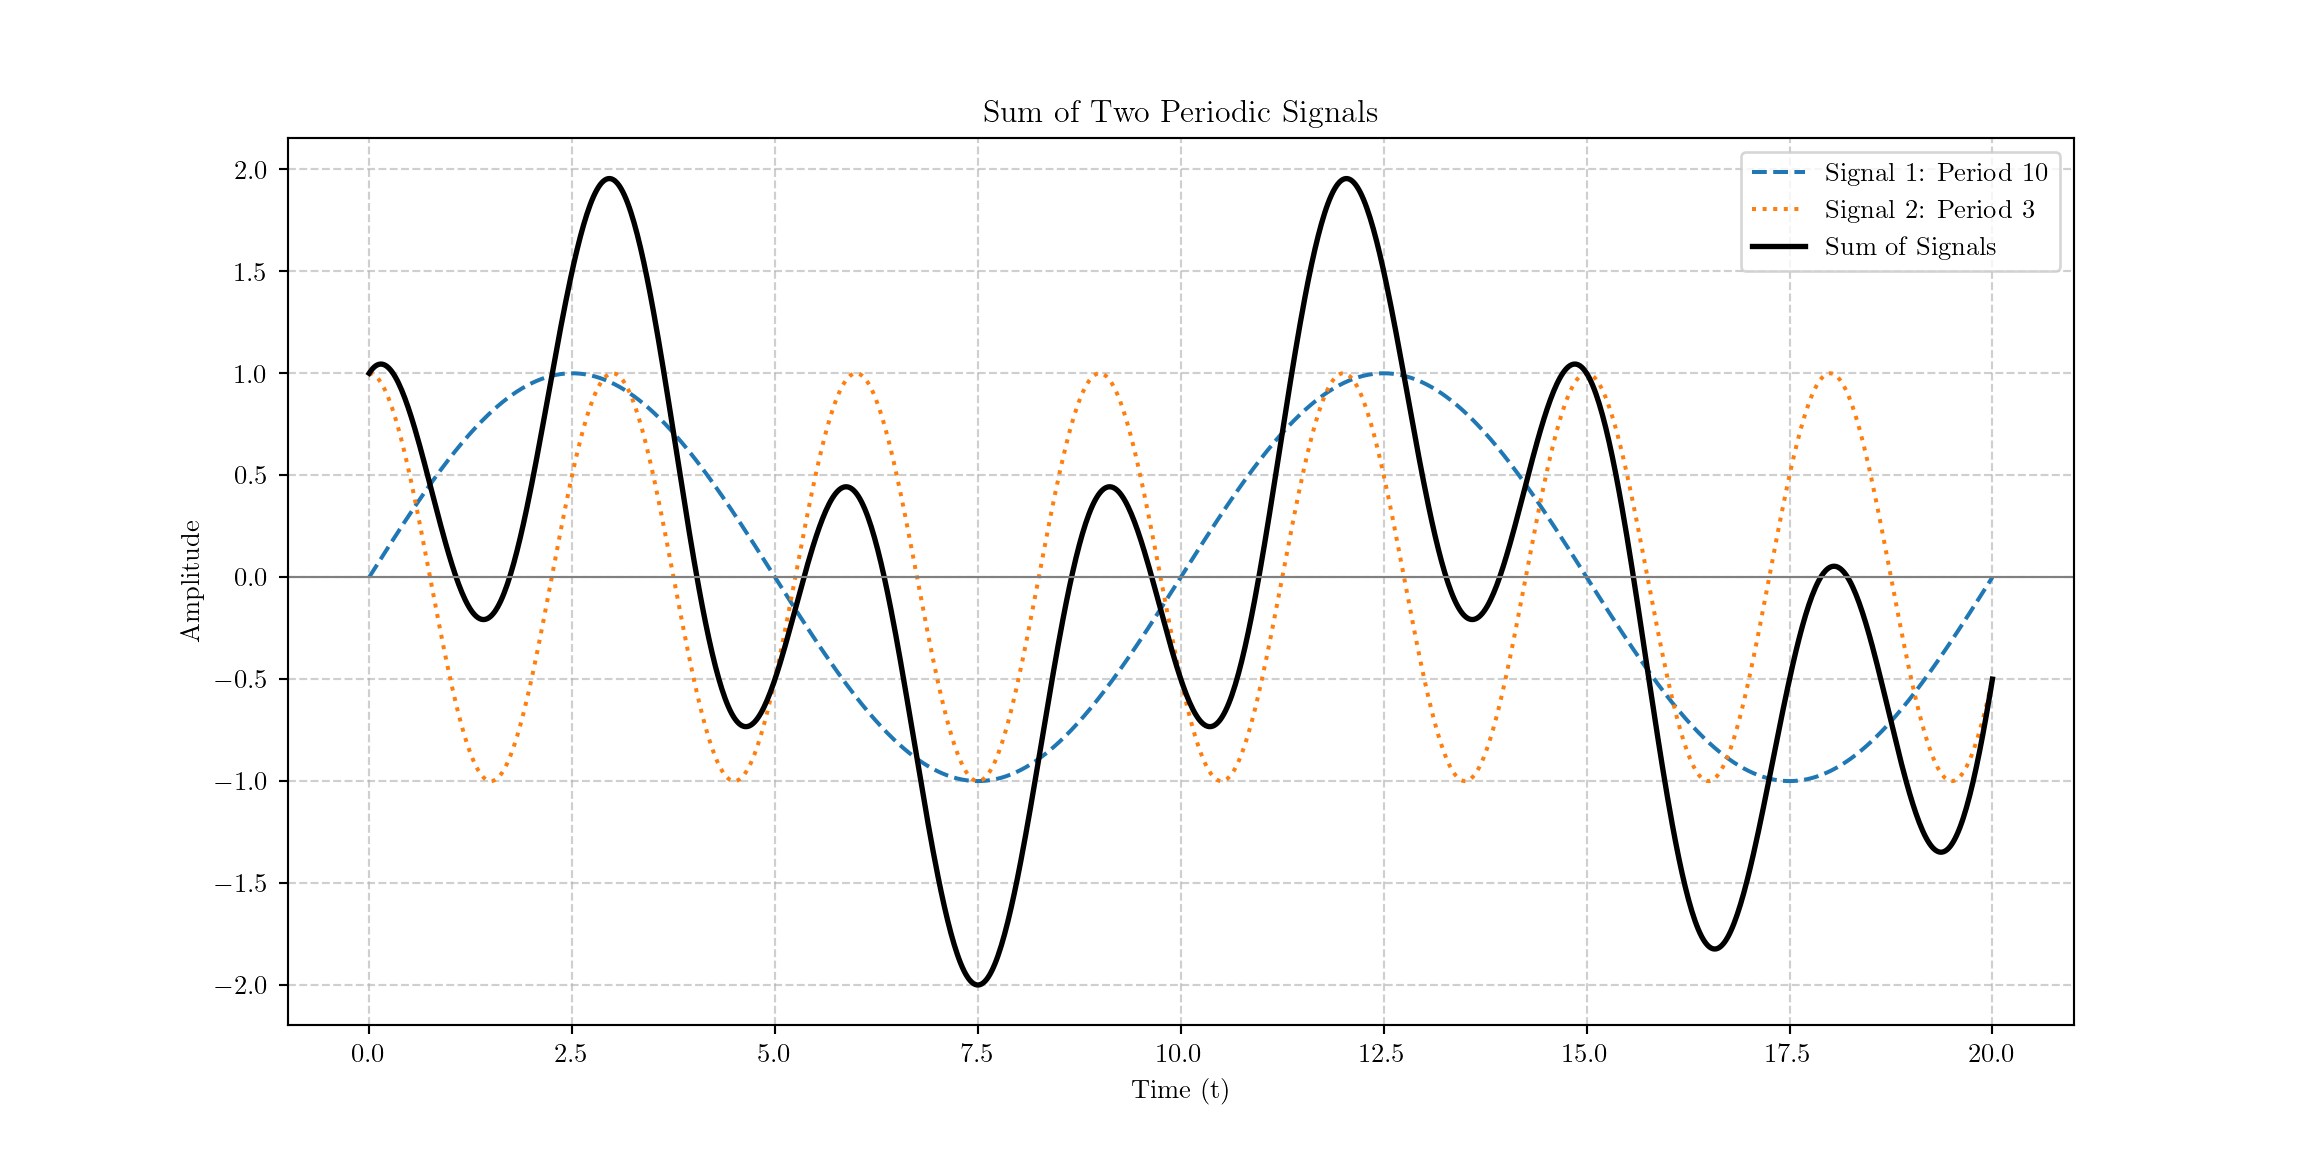 Sum of Two Periodic Signals
Signal 1: Period 10
Signal 2: Period 3
Sum of Signals
Amplitude
2.0
1.5
1.0
0.5
0.0
−0.5
−1.0
−1.5
−2.0
0.0 2.5 5.0 7.5 10.0 12.5 15.0 17.5 20.0
Time (t)